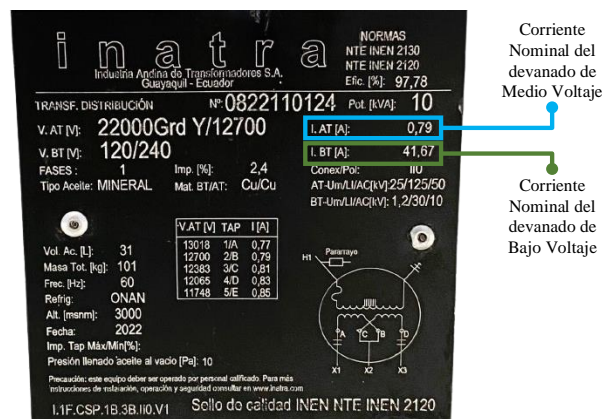 inatra
Industria Andina de Transformadores S.A.
Guayaquil - Ecuador
NORMAS
NTE INEN 2130
NTE INEN 2120
Efic. [%]: 97,78
TRANSF. DISTRIBUCIÓN Nº: 0822110124 Pot. [kVA]: 10
V. AT [V]: 22000Grd Y/12700 I. AT [A]: 0,79
V. BT [V]: 120/240 I. BT [A]: 41,67
FASES: 1 Imp. [%]: 2,4 Conex/Pol: IIU
Tipo Aceite: MINERAL Mat. BT/AT: Cu/Cu AT-Um/LI/AC[kV]:25/125/50
BT-Um/LI/AC[kV]: 1,2/30/10
V.AT [V] TAP I [A]
13018 1/A 0,77
12700 2/B 0,79
12383 3/C 0,81
12065 4/D 0,83
11748 5/E 0,85
Vol. Ac. [L]: 31
Masa Tot. [kg]: 101
Frec. [Hz]: 60
Refrig: ONAN
Alt. [msnm]: 3000
Fecha: 2022
Imp. Tap Máx/Mín[%]:
Presión llenado aceite al vacío [Pa]: 10
H1 Pararrayo
A C B D
X1 X2 X3
Precaución: este equipo deber ser operado por personal calificado. Para más
instrucciones de instalación, operación y seguridad consultar en www.inatra.com
I.1F.CSP.1B.3B.II0.V1 Sello de calidad INEN NTE INEN 2120
Corriente
Nominal del
devanado de
Medio Voltaje
Corriente
Nominal del
devanado de
Bajo Voltaje